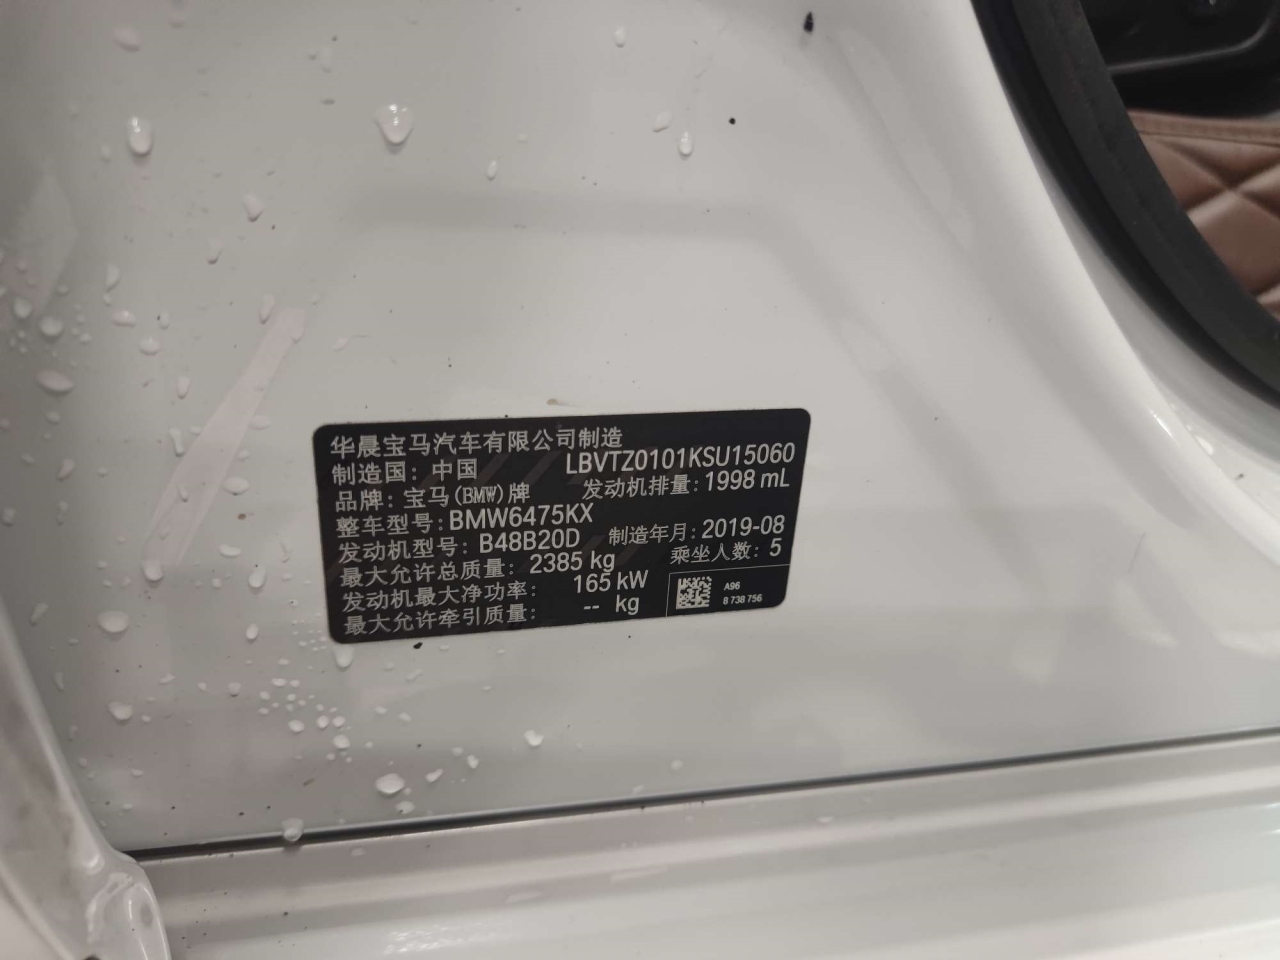 华晨宝马汽车有限公司制造
制造国：中国 LBVTZ0101KSU15060
品牌：宝马(BMW)牌 发动机排量：1998 mL
整车型号：BMW6475KX
发动机型号：B48B20D 制造年月：2019-08
最大允许总质量：2385 kg 乘坐人数：5
发动机最大净功率：165 kW
最大允许牵引质量：-- kg
A96
8 738 756